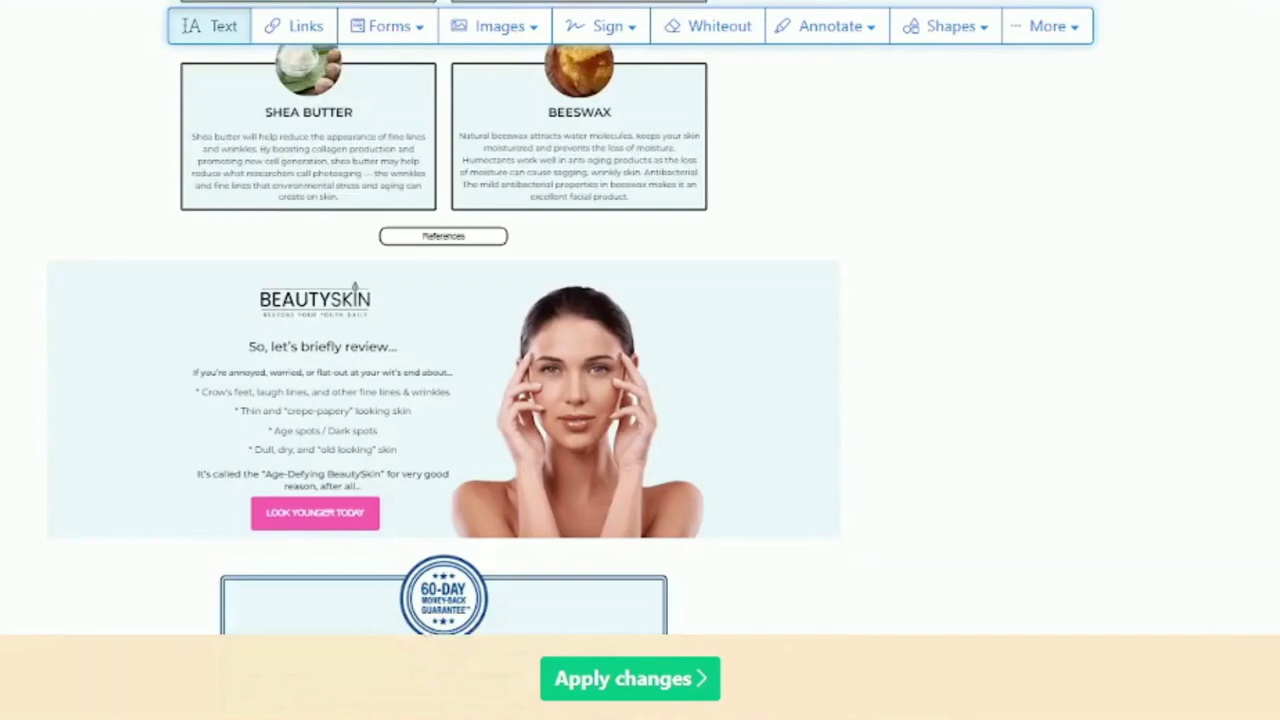 Text Links Forms Images Sign Whiteout Annotate Shapes More
SHEA BUTTER
Shea butter will help reduce the appearance of fine lines
and wrinkles. By boosting collagen production and
promoting new cell generation, shea butter may help
reduce what researchers call photoaging — the wrinkles
and fine lines that environmental stress and aging can
create on skin.
BEESWAX
Natural beeswax attracts water molecules, keeps your skin
moisturized and prevents the loss of moisture.
Humectants work well in anti-aging products as the loss
of moisture can cause sagging, wrinkly skin. Antibacterial
The mild antibacterial properties in beeswax makes it an
excellent facial product.
References
BEAUTYSKIN
RESTORE YOUR YOUTH DAILY
So, let's briefly review...
If you're annoyed, worried, or flat-out at your wit's end about...
* Crow's feet, laugh lines, and other fine lines & wrinkles
* Thin and "crepe-papery" looking skin
* Age spots / Dark spots
* Dull, dry, and "old looking" skin
It's called the "Age-Defying BeautySkin" for very good
reason, after all...
LOOK YOUNGER TODAY
60-DAY
MONEY-BACK
GUARANTEE™
Apply changes